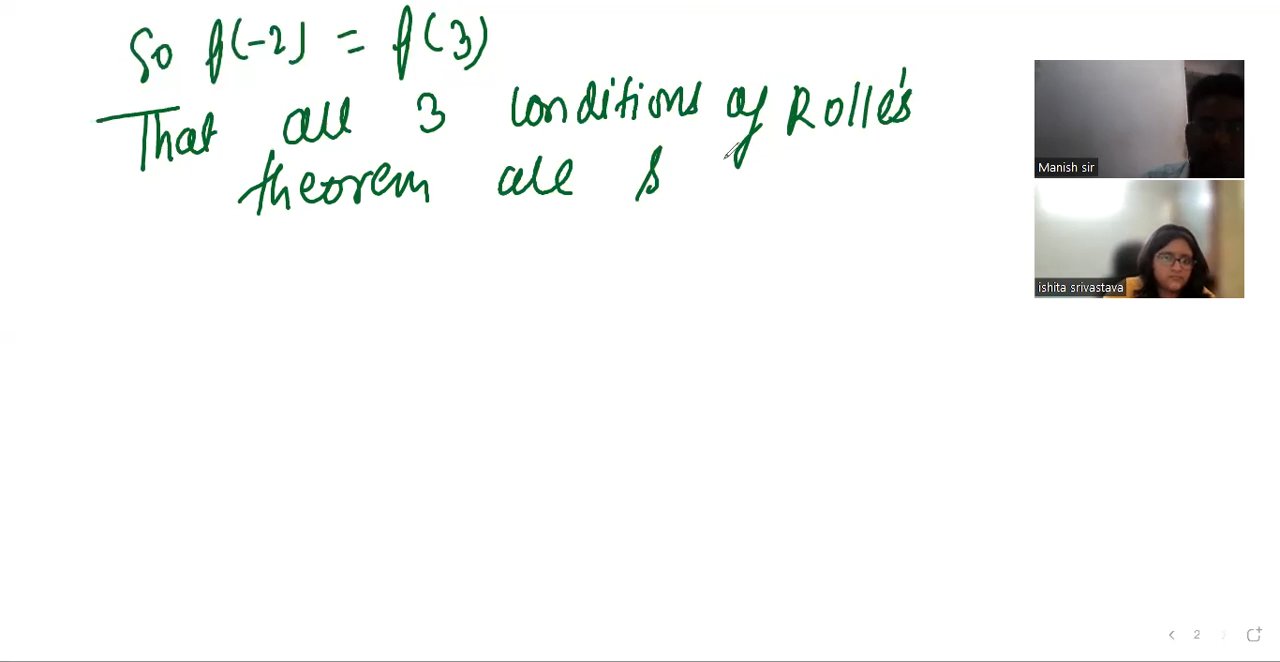 So f(-2) = f(3)
That all 3 conditions of Rolle's
theorem are s
Manish sir
ishita srivastava
2